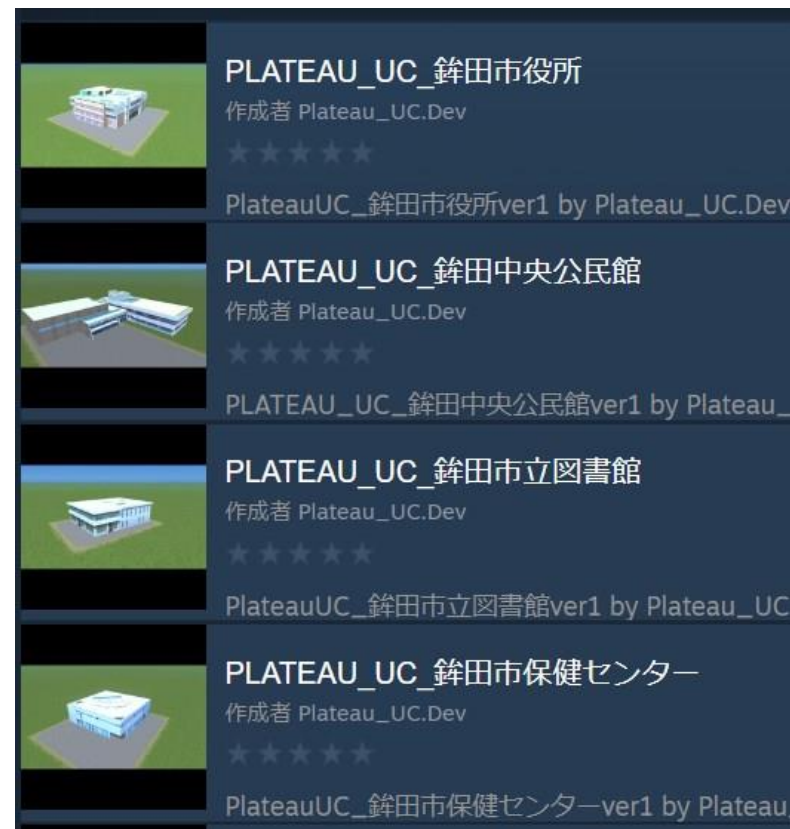 PLATEAU_UC_鉾田市役所
作成者 Plateau_UC.Dev
PlateauUC_鉾田市役所ver1 by Plateau_UC.Dev
PLATEAU_UC_鉾田中央公民館
作成者 Plateau_UC.Dev
PLATEAU_UC_鉾田中央公民館ver1 by Plateau_
PLATEAU_UC_鉾田市立図書館
作成者 Plateau_UC.Dev
PlateauUC_鉾田市立図書館ver1 by Plateau_UC
PLATEAU_UC_鉾田市保健センター
作成者 Plateau_UC.Dev
PlateauUC_鉾田市保健センターver1 by Plateau